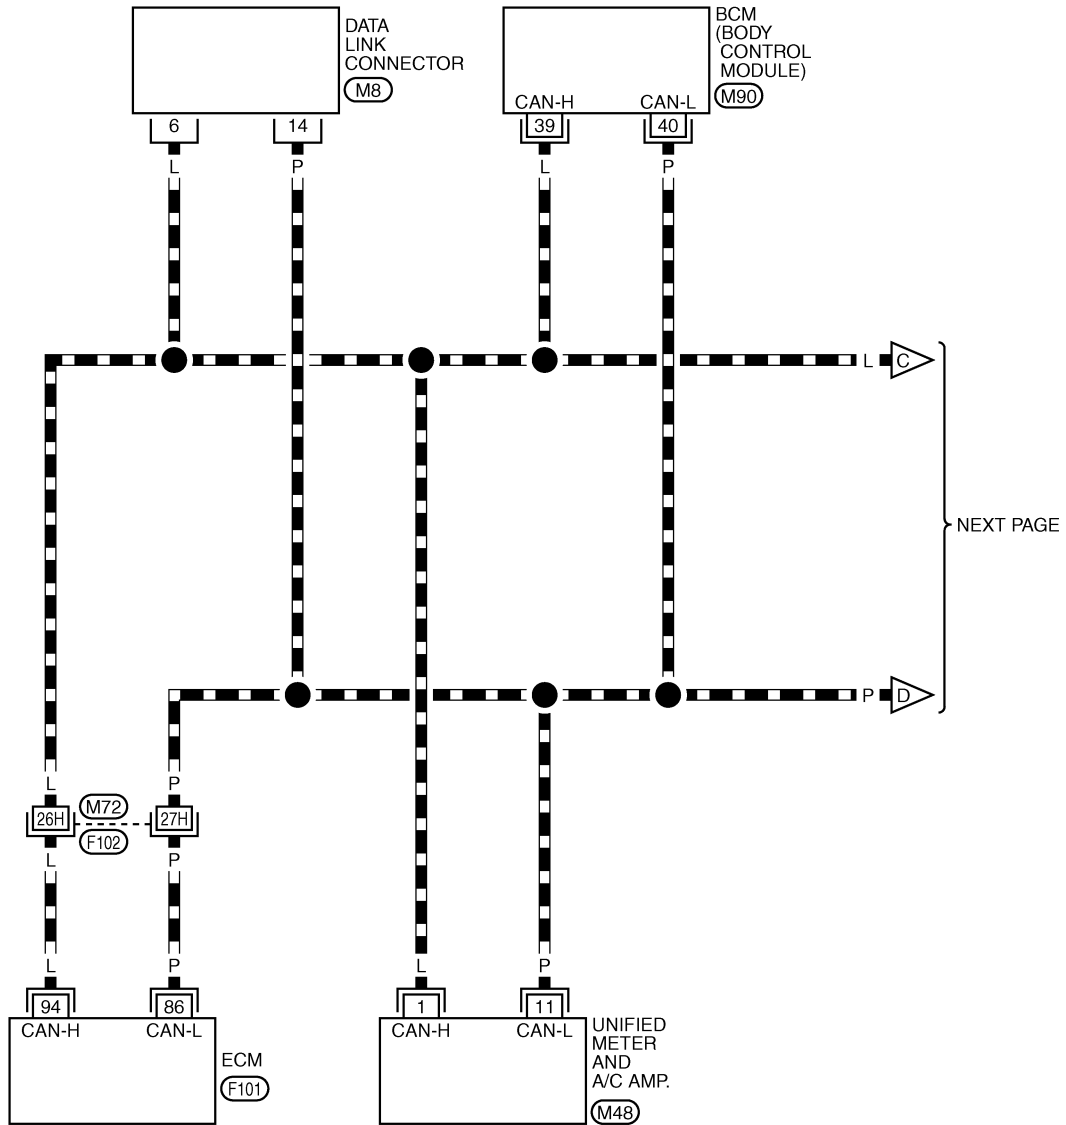 DATA
LINK
CONNECTOR
M8
BCM
(BODY
CONTROL
MODULE)
M90
CAN-H
CAN-L
6
14
39
40
L
P
L
P
L
C
NEXT PAGE
P
D
L
P
26H
M72
F102
27H
L
P
L
P
L
P
94
86
1
11
CAN-H
CAN-L
CAN-H
CAN-L
ECM
F101
UNIFIED
METER
AND
A/C AMP.
M48